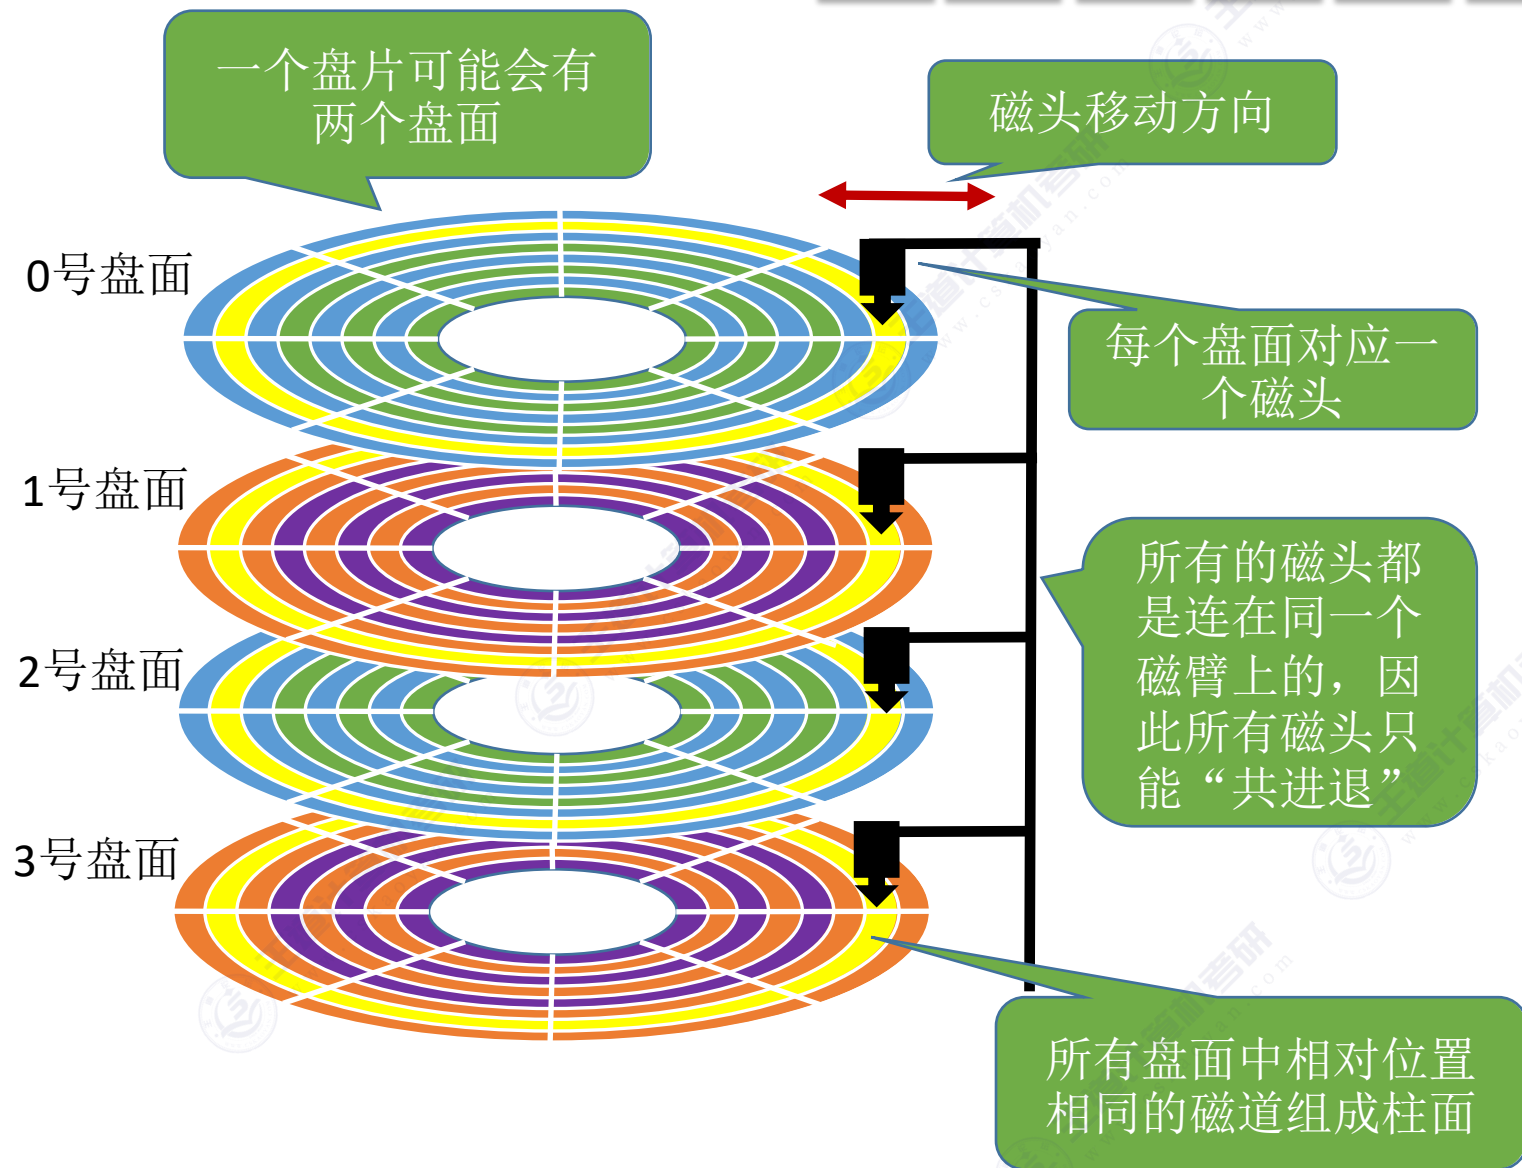 一个盘片可能会有
两个盘面
磁头移动方向
0号盘面
每个盘面对应一
个磁头
1号盘面
所有的磁头都
是连在同一个
磁臂上的，因
此所有磁头只
能“共进退”
2号盘面
3号盘面
所有盘面中相对位置
相同的磁道组成柱面